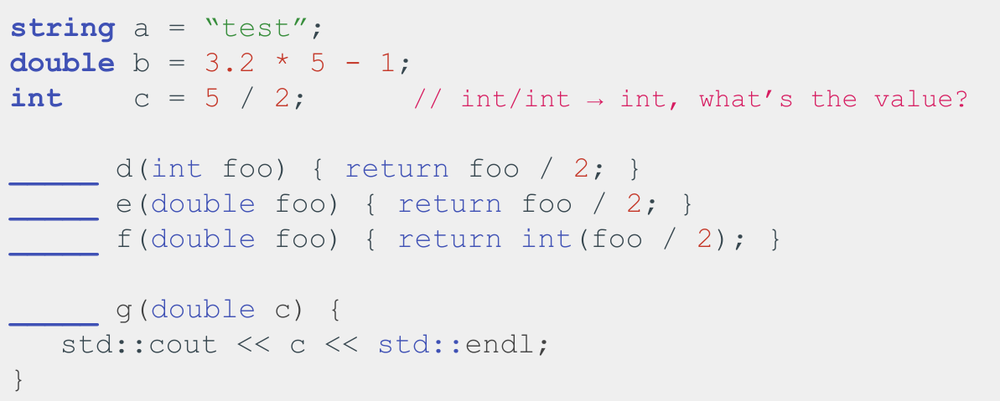 string a = “test”;
double b = 3.2 * 5 - 1;
int c = 5 / 2; // int/int → int, what’s the value?
_____ d(int foo) { return foo / 2; }
_____ e(double foo) { return foo / 2; }
_____ f(double foo) { return int(foo / 2); }
_____ g(double c) {
std::cout << c << std::endl;
}